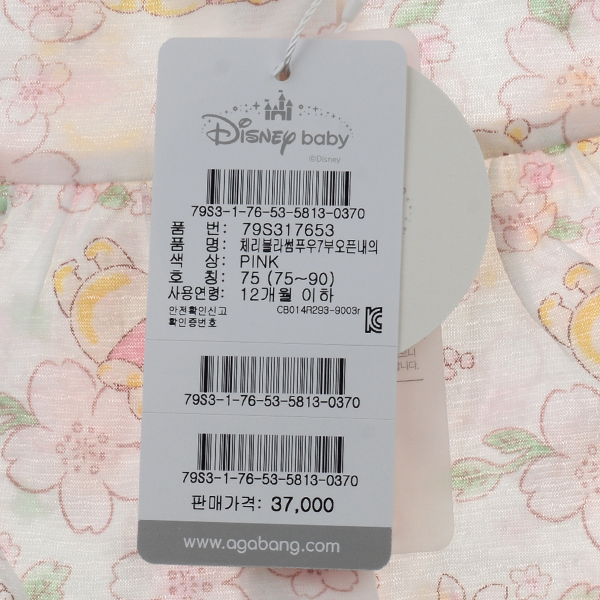 Disney baby
©Disney
79S3-1-76-53-5813-0370
품 번: 79S317653
품 명: 체리블라썸푸우7부오픈내의
색 상: PINK
호 칭: 75 (75~90)
사용연령: 12개월 이하
안전확인신고
확인증번호
CB014R293-9003r
79S3-1-76-53-5813-0370
79S3-1-76-53-5813-0370
판매가격: 37,000
www.agabang.com